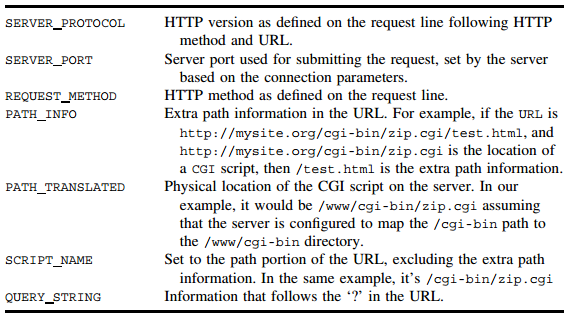 SERVER_PROTOCOL HTTP version as defined on the request line following HTTP
method and URL.
SERVER_PORT Server port used for submitting the request, set by the server
based on the connection parameters.
REQUEST_METHOD HTTP method as defined on the request line.
PATH_INFO Extra path information in the URL. For example, if the URL is
http://mysite.org/cgi-bin/zip.cgi/test.html, and
http://mysite.org/cgi-bin/zip.cgi is the location of
a CGI script, then /test.html is the extra path information.
PATH_TRANSLATED Physical location of the CGI script on the server. In our
example, it would be /www/cgi-bin/zip.cgi assuming
that the server is configured to map the /cgi-bin path to
the /www/cgi-bin directory.
SCRIPT_NAME Set to the path portion of the URL, excluding the extra path
information. In the same example, it's /cgi-bin/zip.cgi
QUERY_STRING Information that follows the ‘?’ in the URL.